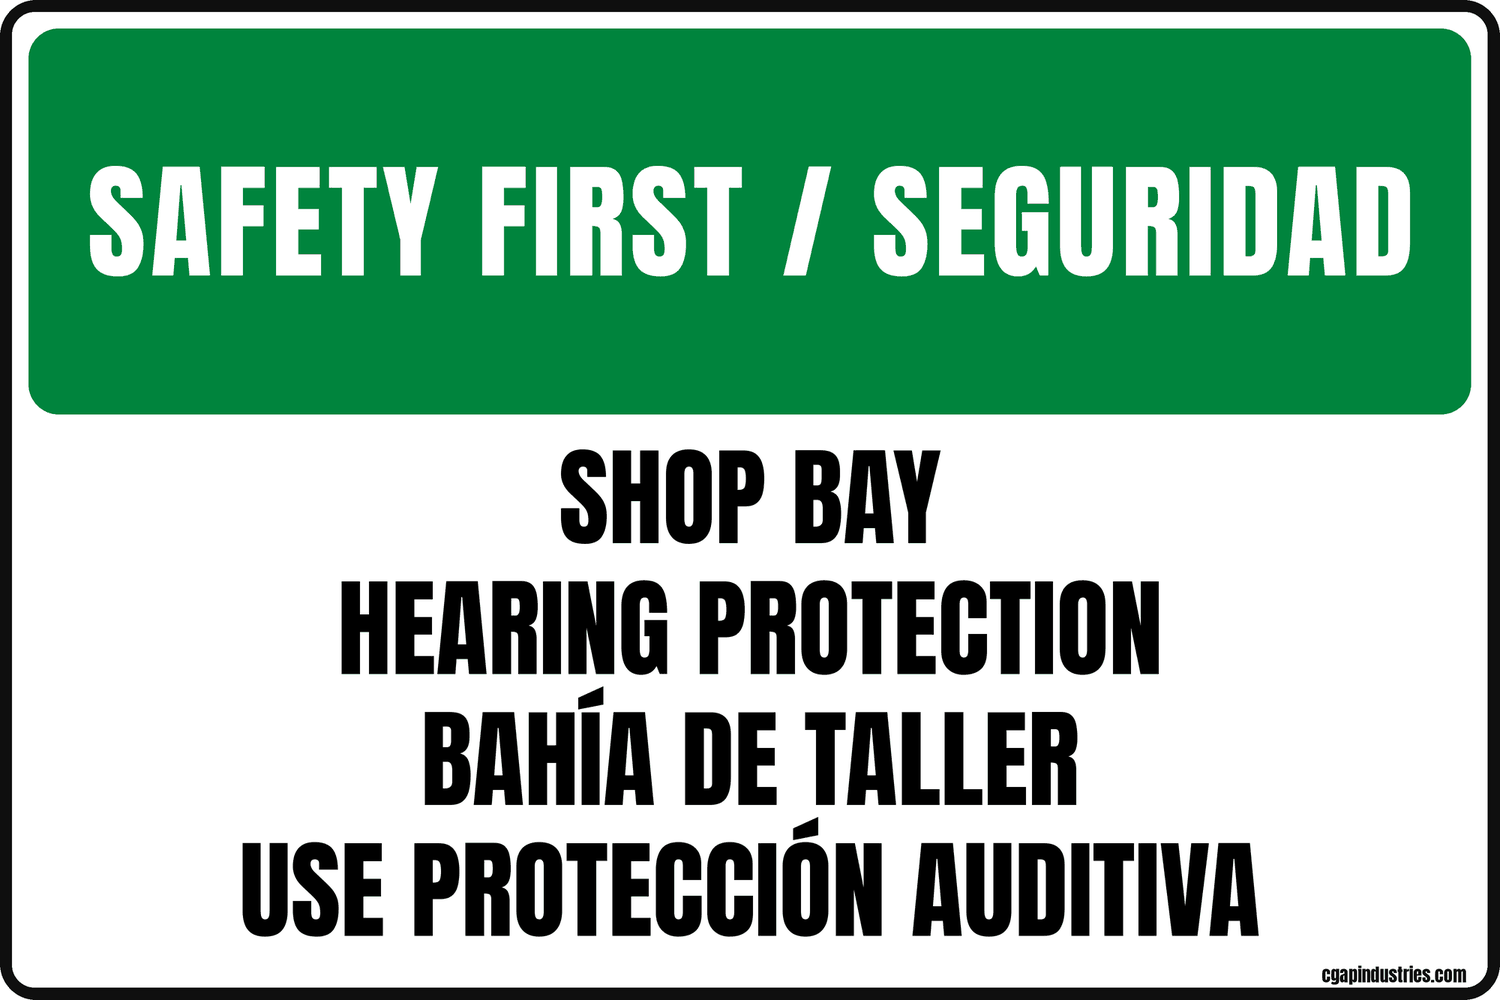 SAFETY FIRST / SEGURIDAD
SHOP BAY
HEARING PROTECTION
BAHÍA DE TALLER
USE PROTECCIÓN AUDITIVA
cgapindustries.com